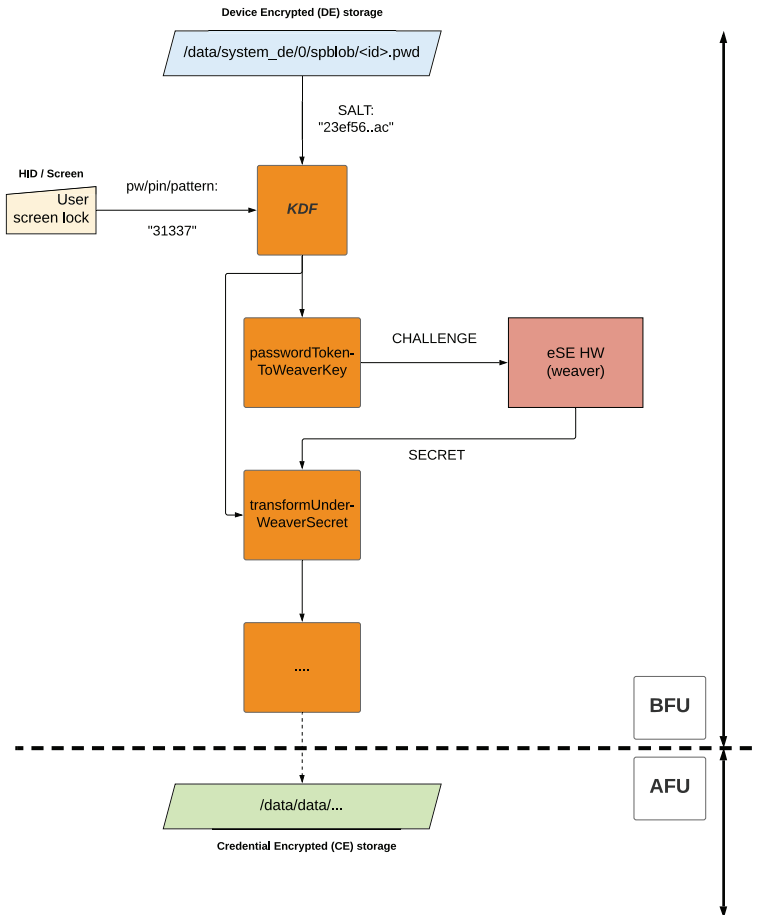 Device Encrypted (DE) storage
/data/system_de/0/spblob/<id>.pwd
SALT:
"23ef56..ac"
HID / Screen
User
screen lock
pw/pin/pattern:
"31337"
KDF
passwordToken-
ToWeaverKey
CHALLENGE
eSE HW
(weaver)
SECRET
transformUnder-
WeaverSecret
....
BFU
AFU
/data/data/...
Credential Encrypted (CE) storage